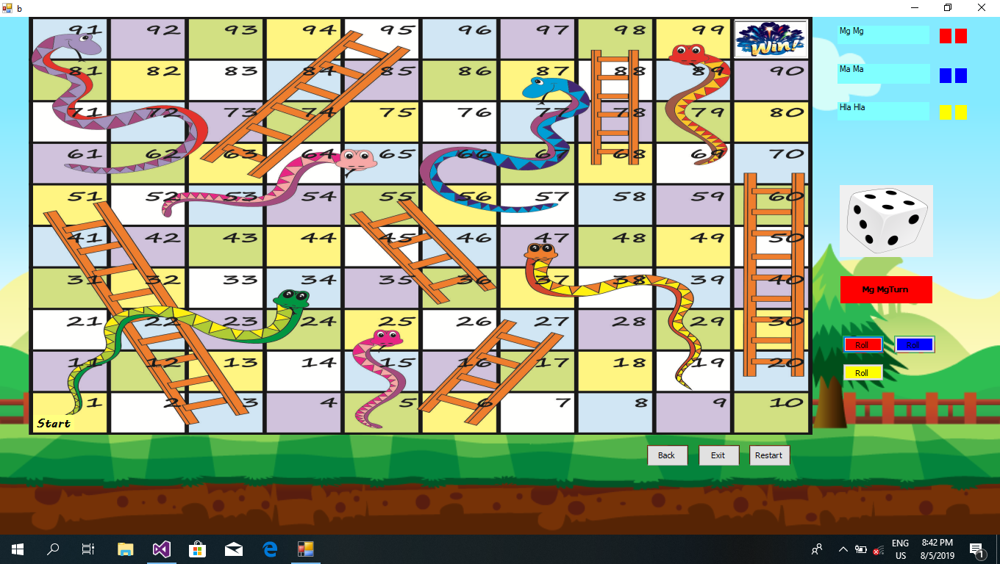 b
91 92 93 94 95 96 97 98 99 Win!
81 82 83 84 85 86 87 88 89 90
71 72 73 74 75 76 77 78 79 80
61 62 63 64 65 66 67 68 69 70
51 52 53 54 55 56 57 58 59 60
41 42 43 44 45 46 47 48 49 50
31 32 33 34 35 36 37 38 39 40
21 22 23 24 25 26 27 28 29 30
11 12 13 14 15 16 17 18 19 20
1 2 3 4 5 6 7 8 9 10
Start
Mg Mg
Ma Ma
Hla Hla
Mg MgTurn
Roll Roll
Roll
Back Exit Restart
ENG 8:42 PM
US 8/5/2019 1